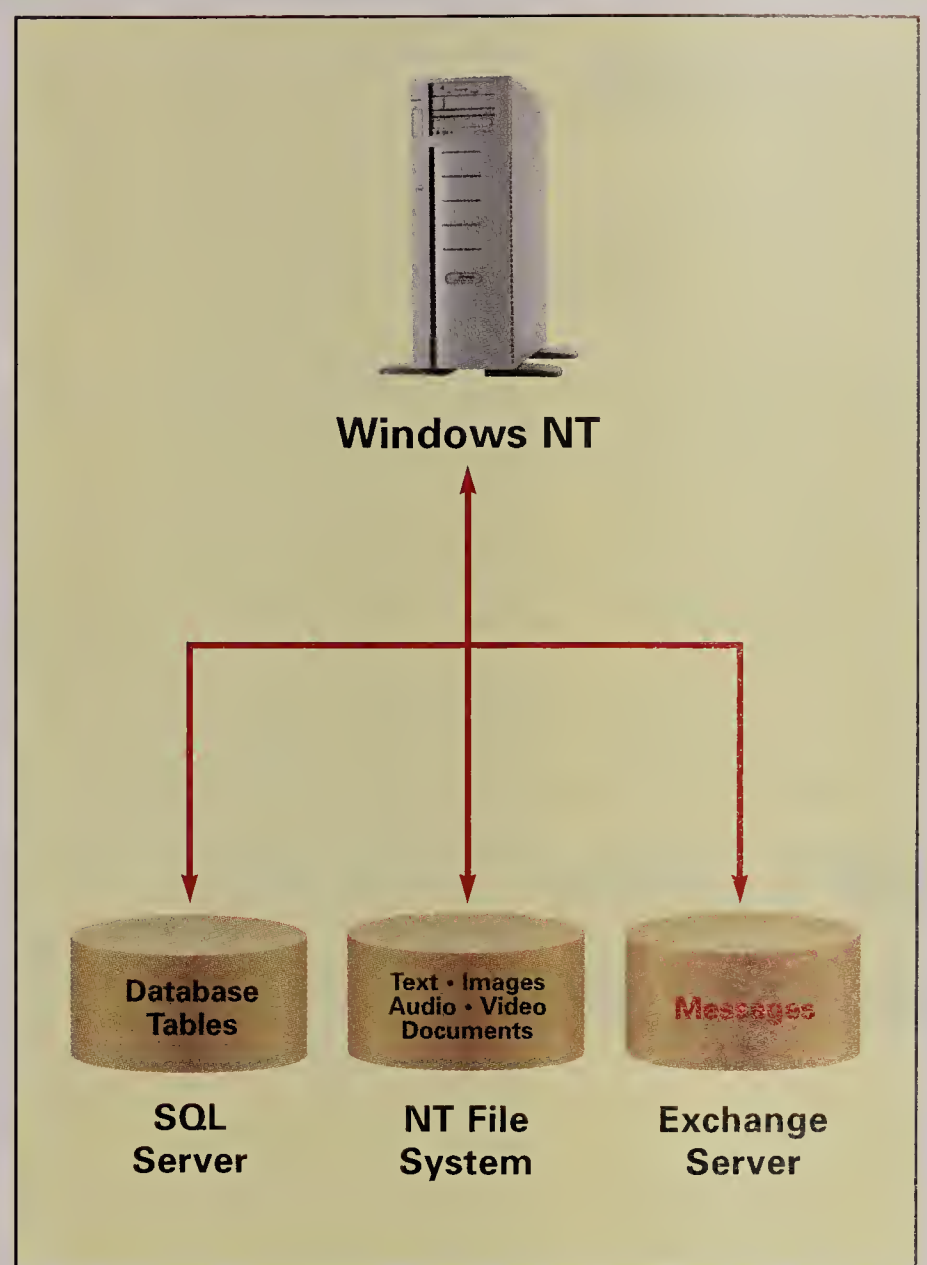 Windows NT
Database
Tables
Text • Images
Audio • Video
Documents
Messages
SQL
Server
NT File
System
Exchange
Server